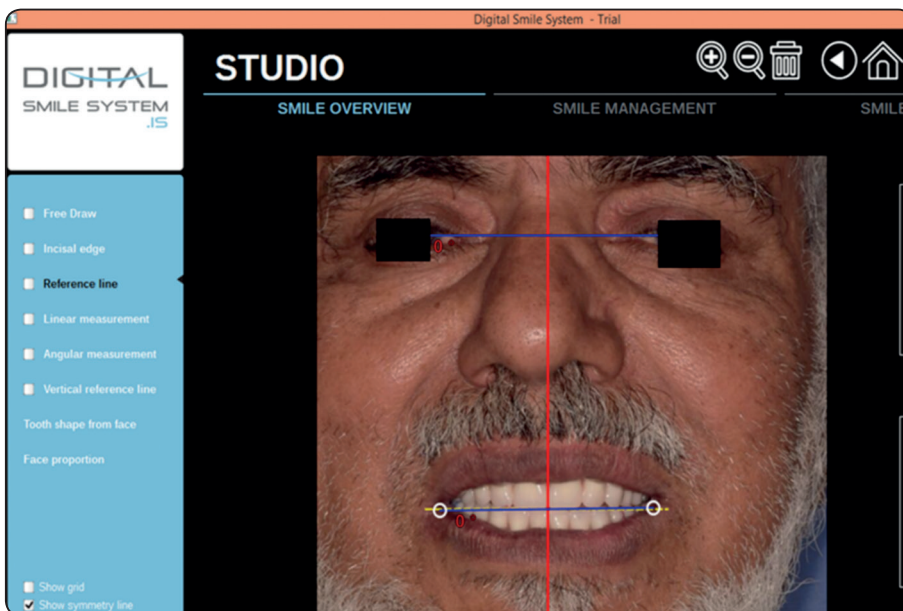 Digital Smile System - Trial
DIGITAL
SMILE SYSTEM
.IS
STUDIO
SMILE OVERVIEW
SMILE MANAGEMENT
SMILE
Free Draw
Incisal edge
Reference line
Linear measurement
Angular measurement
Vertical reference line
Tooth shape from face
Face proportion
Show grid
Show symmetry line
0 °
0 °